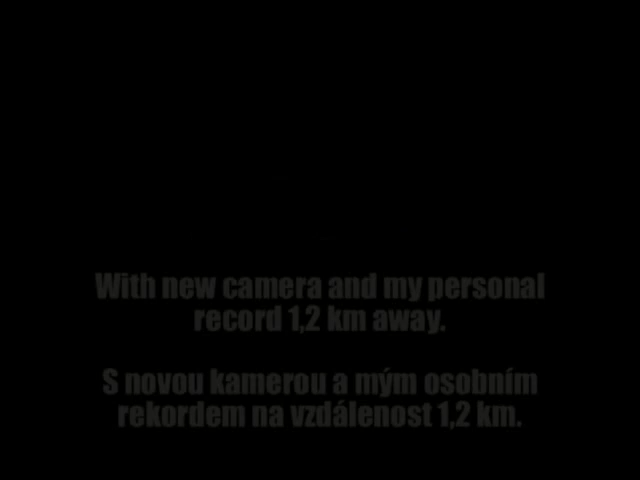 With new camera and my personal
record 1,2 km away.
S novou kamerou a mým osobním
rekordem na vzdálenost 1,2 km.